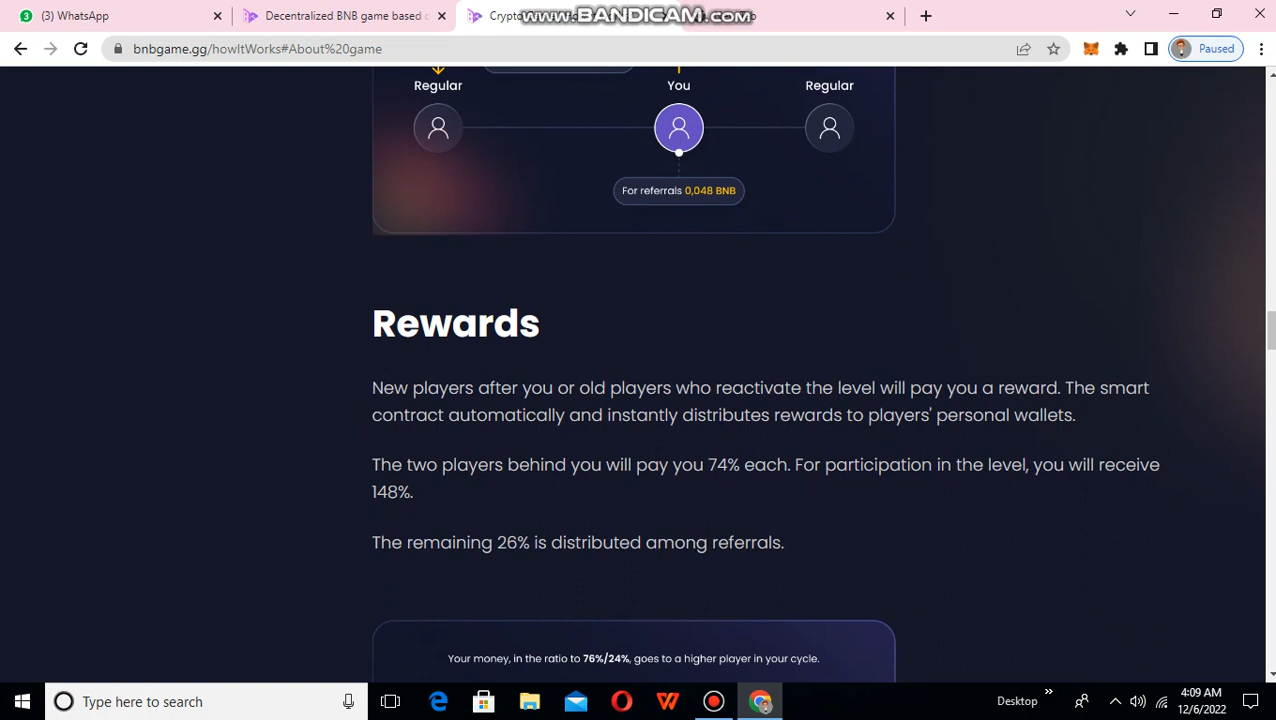 (3) WhatsApp
Decentralized BNB game based o
Crypto
www.BANDICAM.com
bnbgame.gg/howItWorks#About%20game
Paused
Regular
You
Regular
For referrals 0,048 BNB
Rewards
New players after you or old players who reactivate the level will pay you a reward. The smart
contract automatically and instantly distributes rewards to players' personal wallets.
The two players behind you will pay you 74% each. For participation in the level, you will receive
148%.
The remaining 26% is distributed among referrals.
Your money, in the ratio to 76%/24%, goes to a higher player in your cycle.
Type here to search
Desktop
4:09 AM
12/6/2022